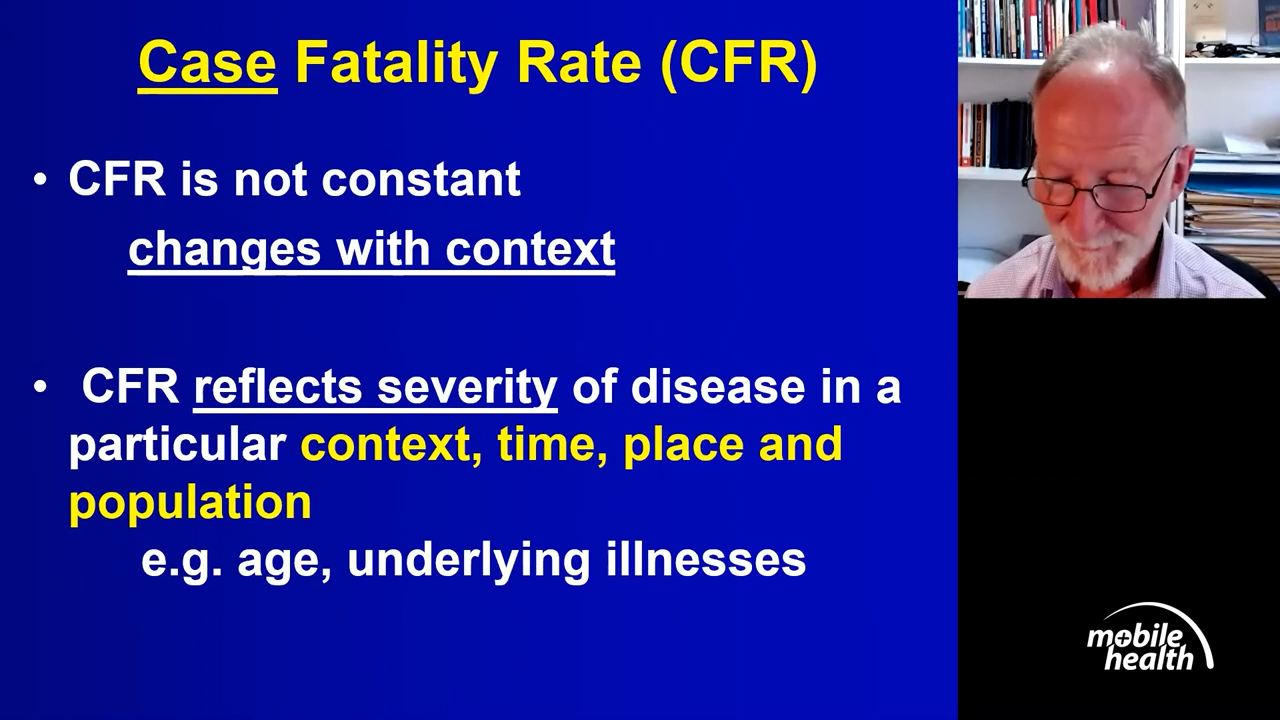 Case Fatality Rate (CFR)
• CFR is not constant
changes with context
• CFR reflects severity of disease in a
particular context, time, place and
population
e.g. age, underlying illnesses
mobile
health